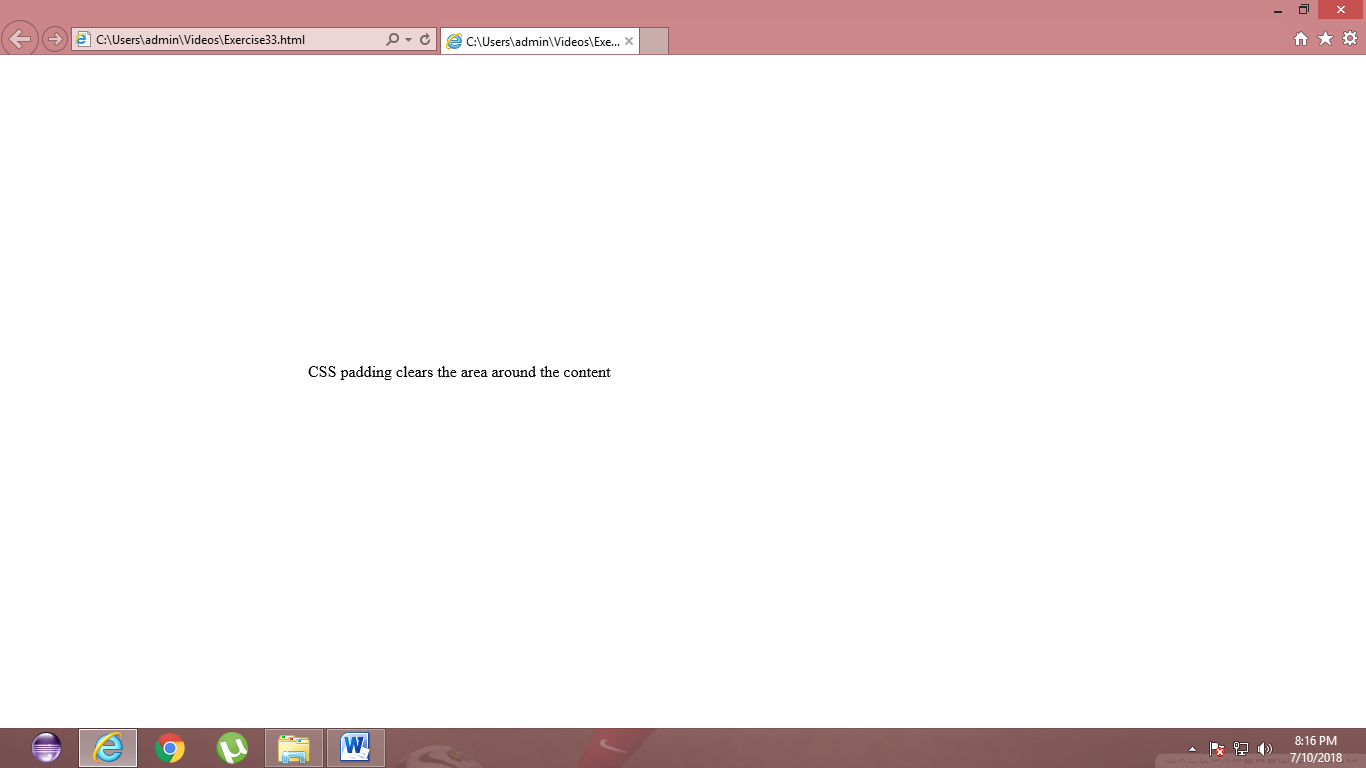 C:\Users\admin\Videos\Exercise33.html
C:\Users\admin\Videos\Exe...
CSS padding clears the area around the content
8:16 PM
7/10/2018